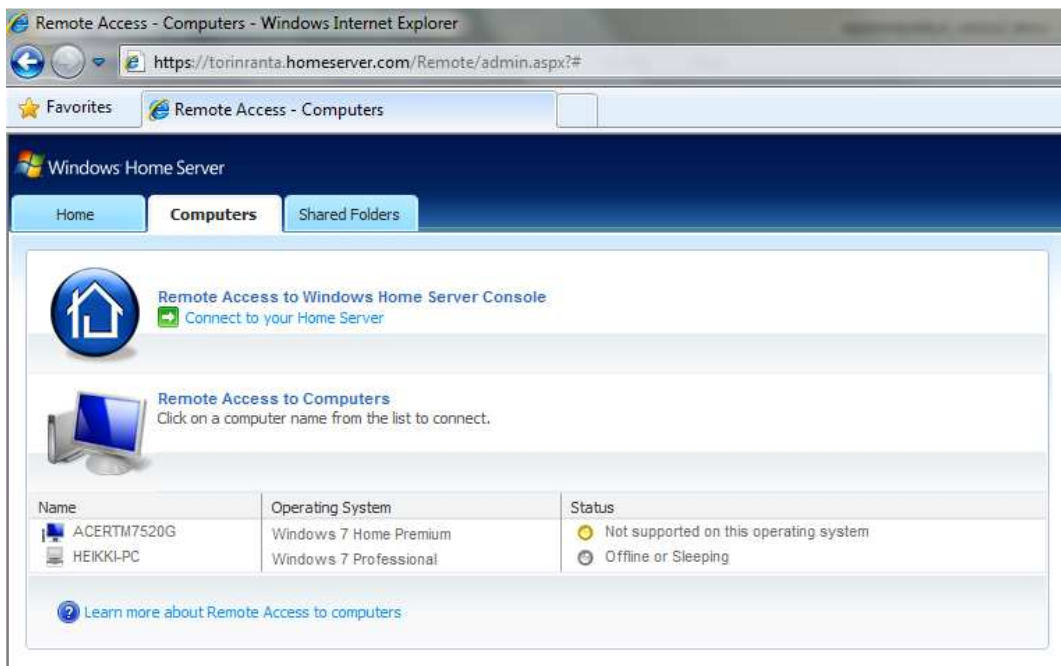 Remote Access - Computers - Windows Internet Explorer
https://torinranta.homeserver.com/Remote/admin.aspx?#
Favorites Remote Access - Computers
Windows Home Server
Home Computers Shared Folders
Remote Access to Windows Home Server Console
Connect to your Home Server
Remote Access to Computers
Click on a computer name from the list to connect.
Name Operating System Status
ACERTM7520G Windows 7 Home Premium Not supported on this operating system
HEIKKI-PC Windows 7 Professional Offline or Sleeping
Learn more about Remote Access to computers